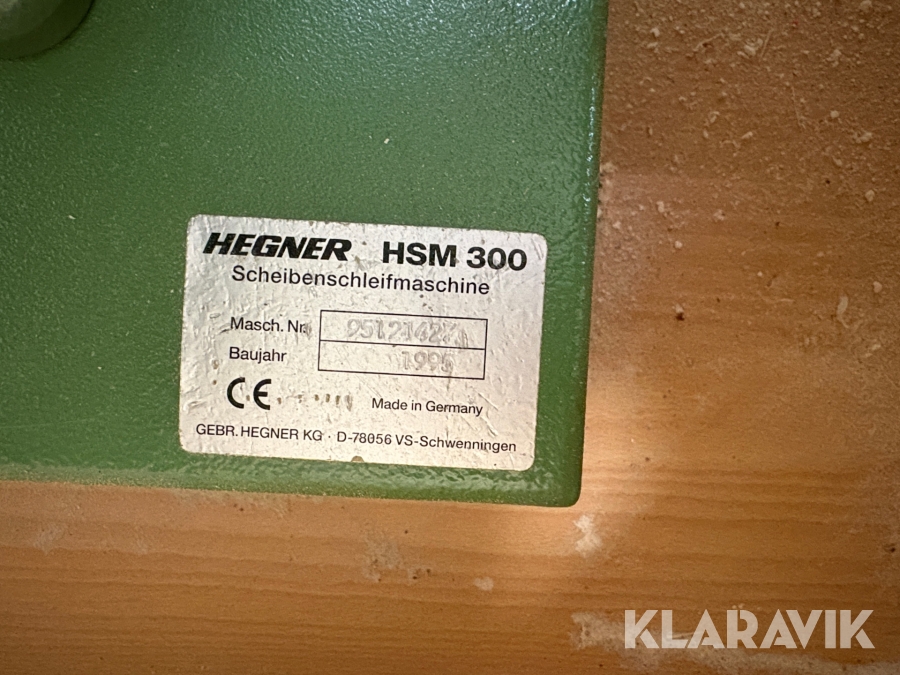 HEGNER HSM 300
Scheibenschleifmaschine
Masch. Nr.
Baujahr 1995
CE Made in Germany
GEBR. HEGNER KG · D-78056 VS-Schwenningen
KLARAVIK